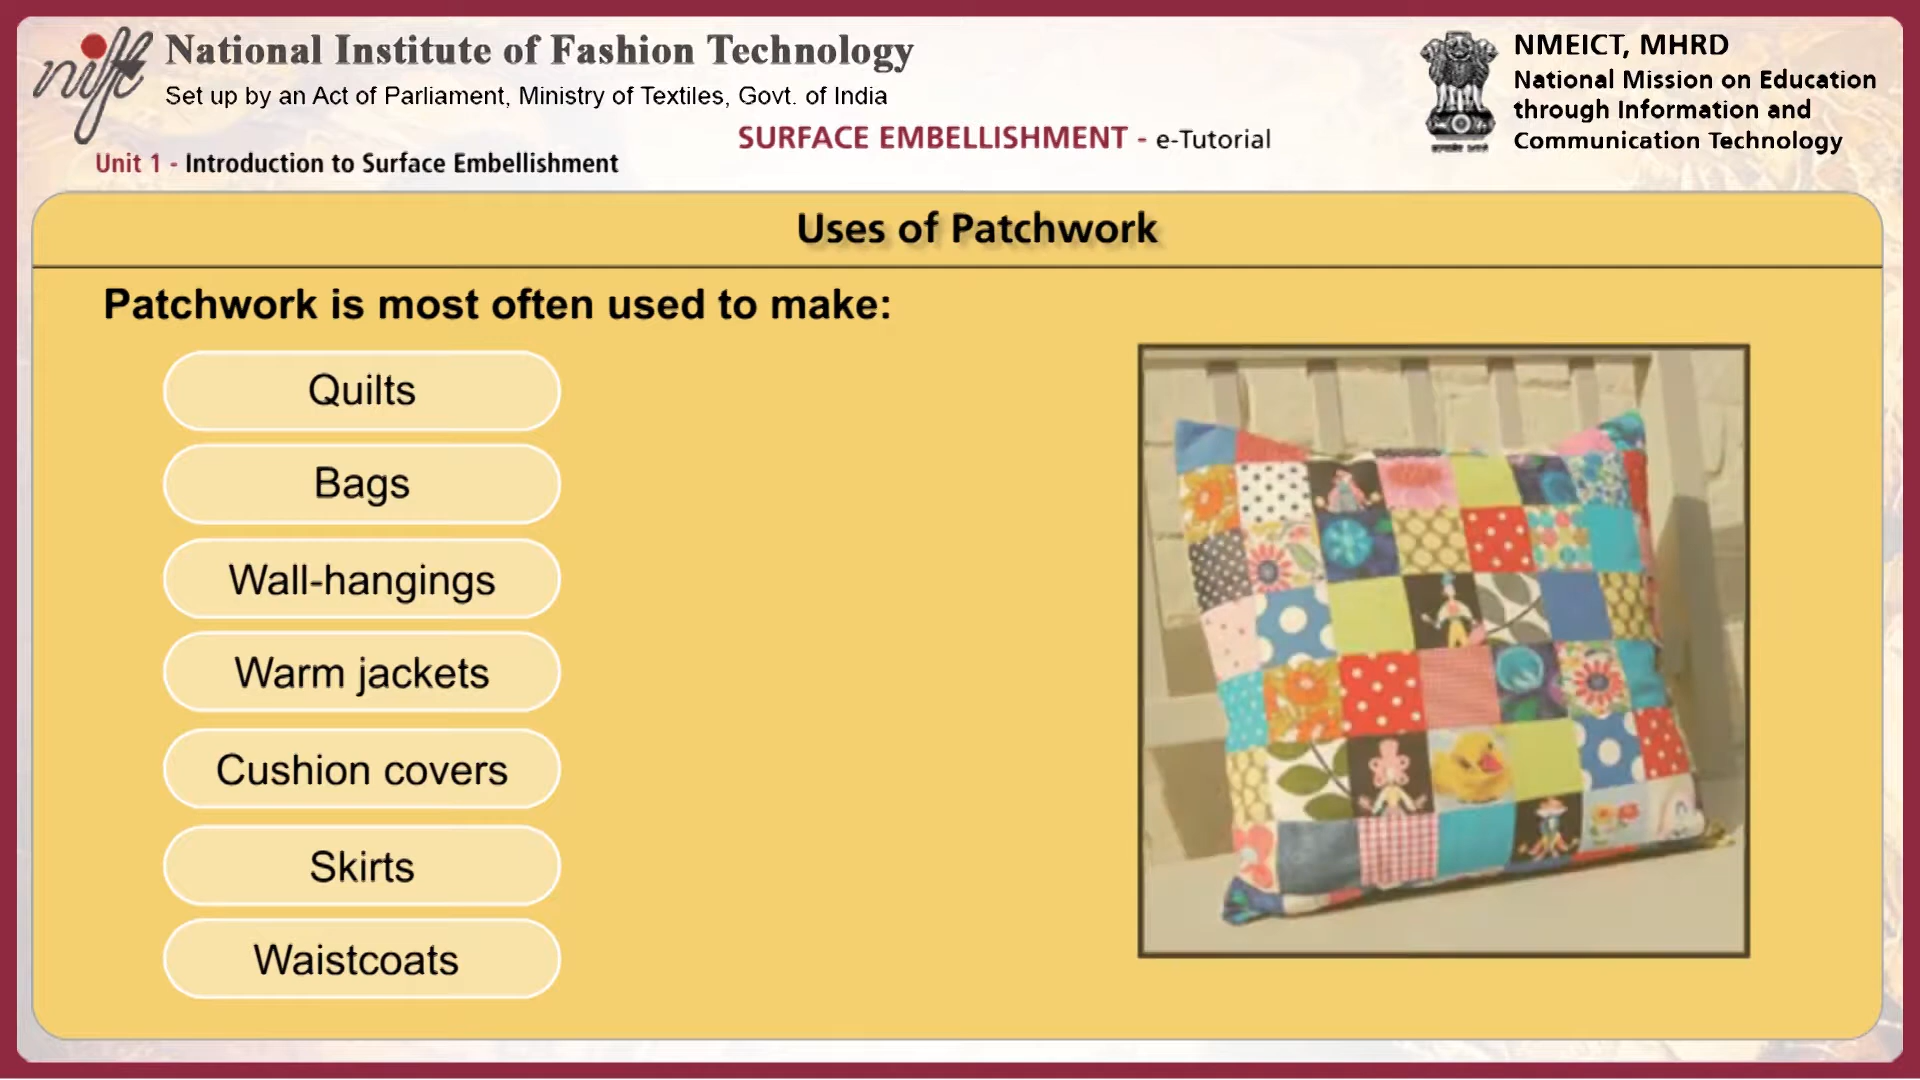 nift
National Institute of Fashion Technology
Set up by an Act of Parliament, Ministry of Textiles, Govt. of India
NMEICT, MHRD
National Mission on Education
through Information and
Communication Technology
SURFACE EMBELLISHMENT - e-Tutorial
Unit 1 - Introduction to Surface Embellishment
Uses of Patchwork
Patchwork is most often used to make:
Quilts
Bags
Wall-hangings
Warm jackets
Cushion covers
Skirts
Waistcoats